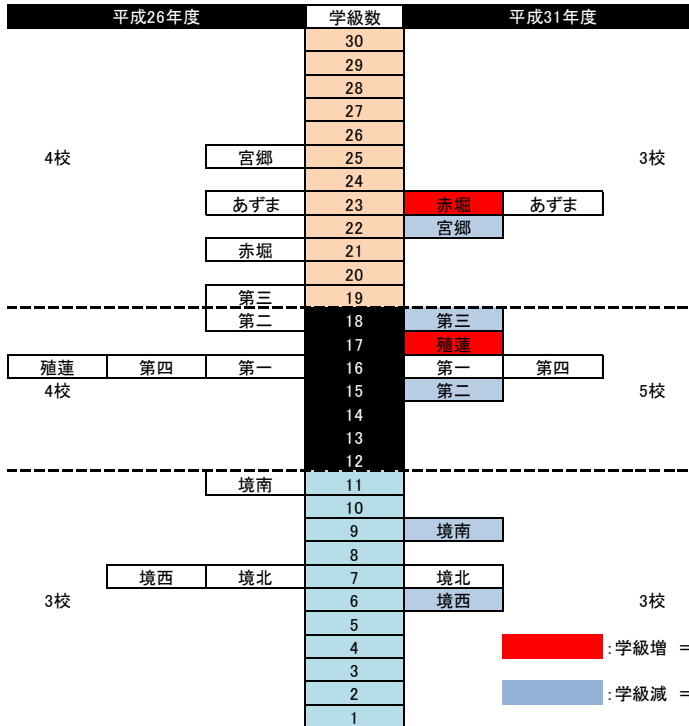 平成26年度 学級数 平成31年度
30
29
28
27
26
4校 宮郷 25 3校
24
あずま 23 赤堀 あずま
22 宮郷
赤堀 21
20
第三 19
第二 18 第三
17 殖蓮
殖蓮 第四 第一 16 第一 第四
4校 15 第二 5校
14
13
12
境南 11
10
9 境南
8
境西 境北 7 境北
3校 6 境西 3校
5
4 :学級増 =
3
2 :学級減 =
1